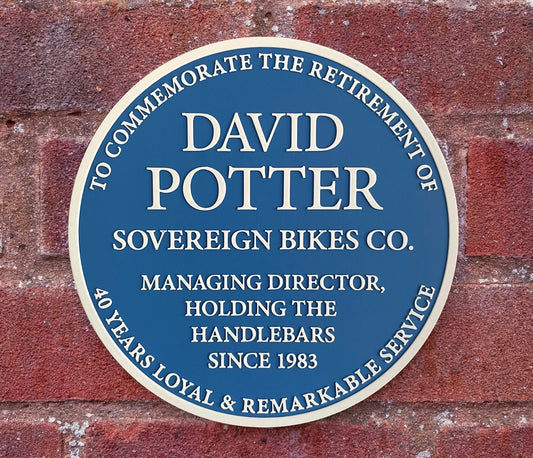 TO COMMEMORATE THE RETIREMENT OF
DAVID
POTTER
SOVEREIGN BIKES CO.
MANAGING DIRECTOR,
HOLDING THE
HANDLEBARS
SINCE 1983
40 YEARS LOYAL & REMARKABLE SERVICE